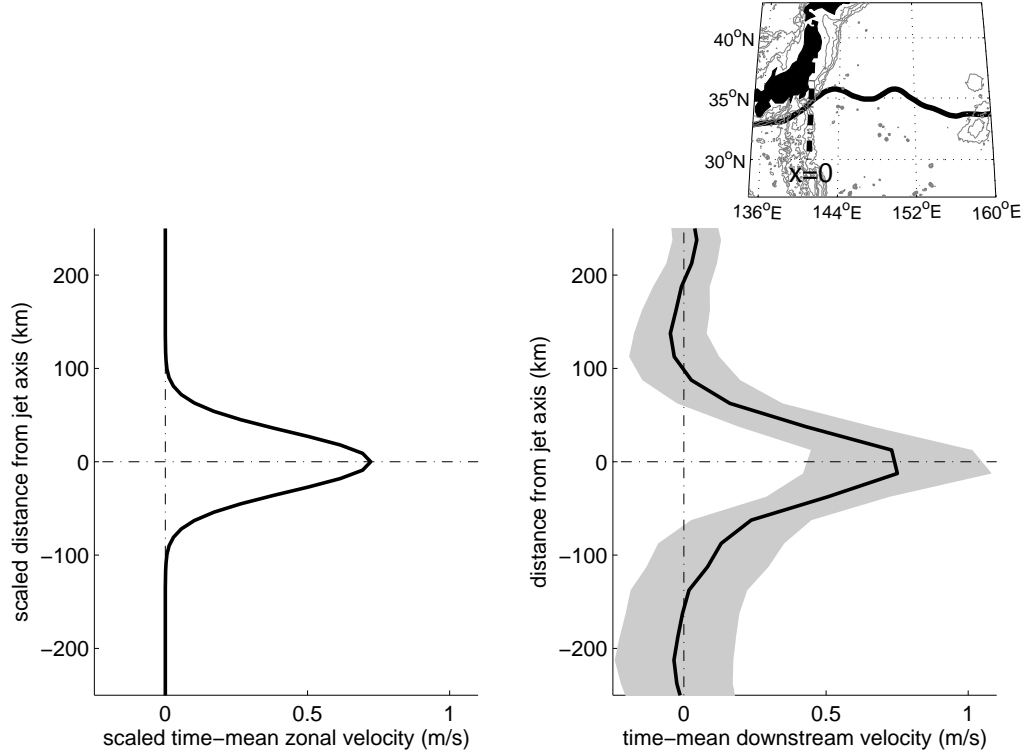 40°N
35°N
30°N
x=0
136°E 144°E 152°E 160°E
200
100
0
−100
−200
scaled distance from jet axis (km)
0 0.5 1
scaled time−mean zonal velocity (m/s)
200
100
0
−100
−200
distance from jet axis (km)
0 0.5 1
time−mean downstream velocity (m/s)